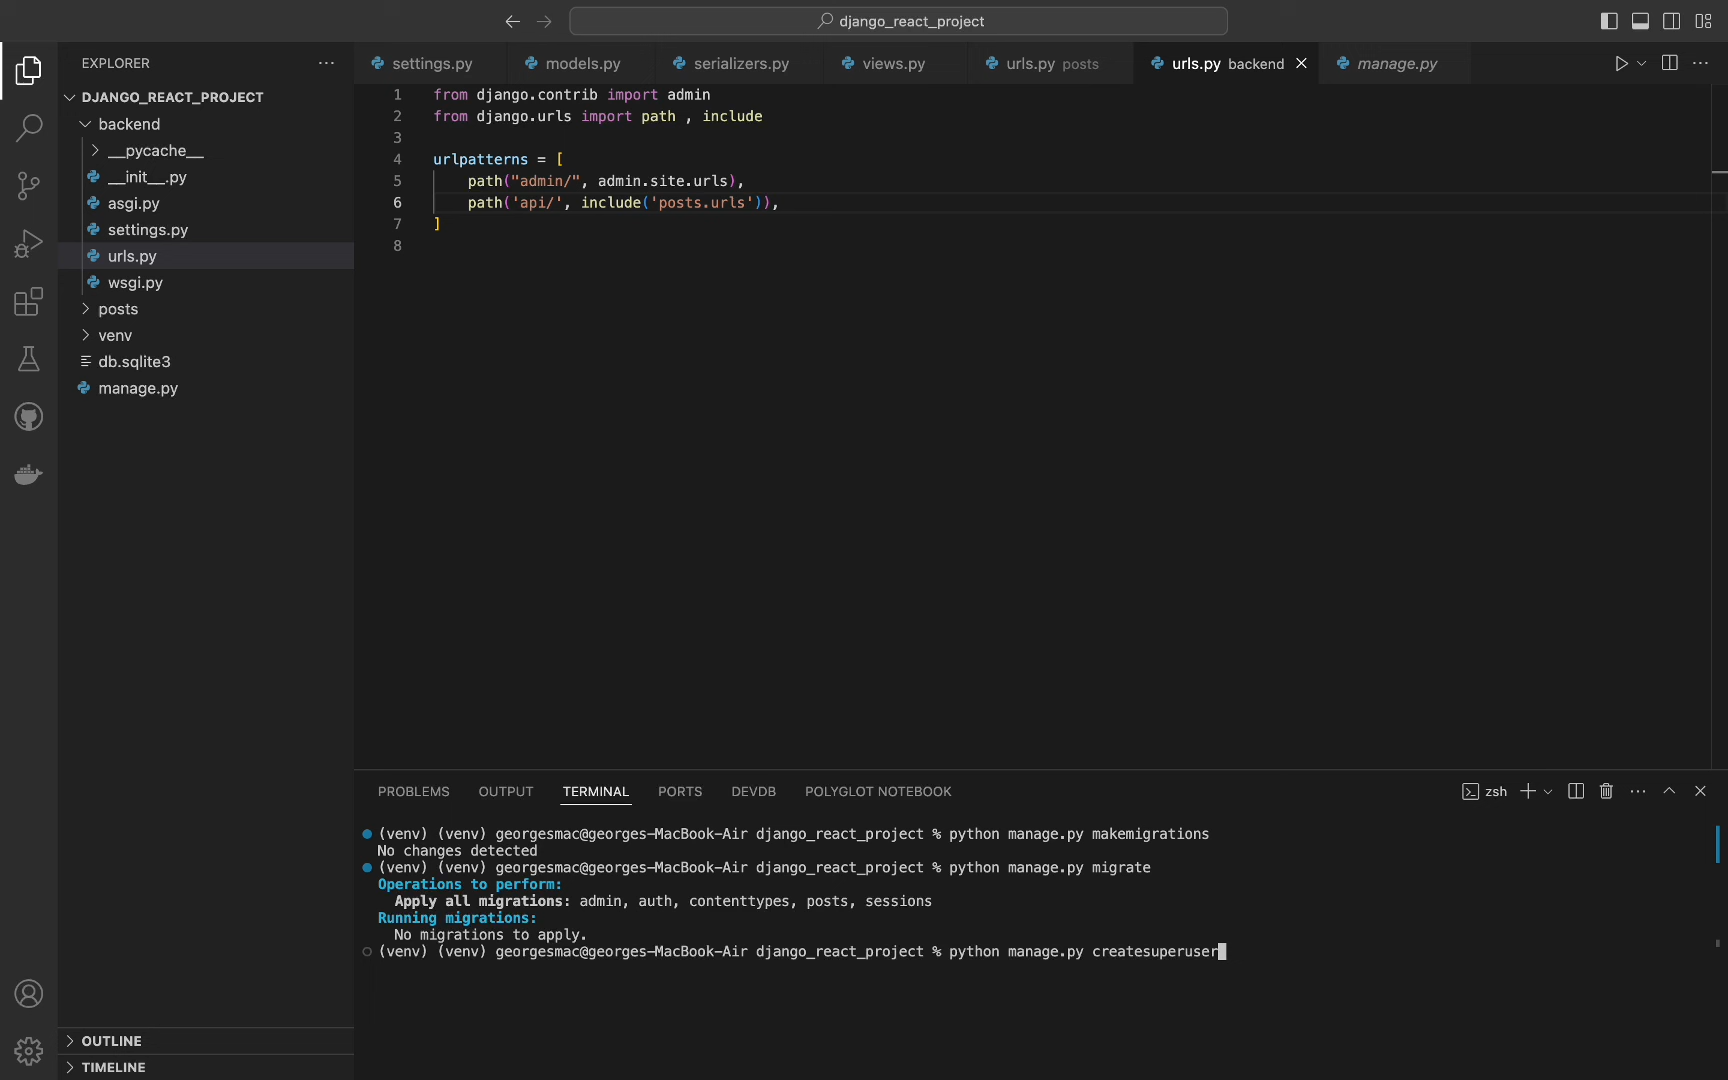 django_react_project
EXPLORER
settings.py
models.py
serializers.py
views.py
urls.py posts
urls.py backend
manage.py
DJANGO_REACT_PROJECT
backend
__pycache__
__init__.py
asgi.py
settings.py
urls.py
wsgi.py
posts
venv
db.sqlite3
manage.py
1 from django.contrib import admin
2 from django.urls import path , include
3
4 urlpatterns = [
5 path("admin/", admin.site.urls),
6 path('api/', include('posts.urls')),
7 ]
8
PROBLEMS OUTPUT TERMINAL PORTS DEVDB POLYGLOT NOTEBOOK
zsh
(venv) (venv) georgesmac@georges-MacBook-Air django_react_project % python manage.py makemigrations
No changes detected
(venv) (venv) georgesmac@georges-MacBook-Air django_react_project % python manage.py migrate
Operations to perform:
Apply all migrations: admin, auth, contenttypes, posts, sessions
Running migrations:
No migrations to apply.
(venv) (venv) georgesmac@georges-MacBook-Air django_react_project % python manage.py createsuperuser
OUTLINE
TIMELINE